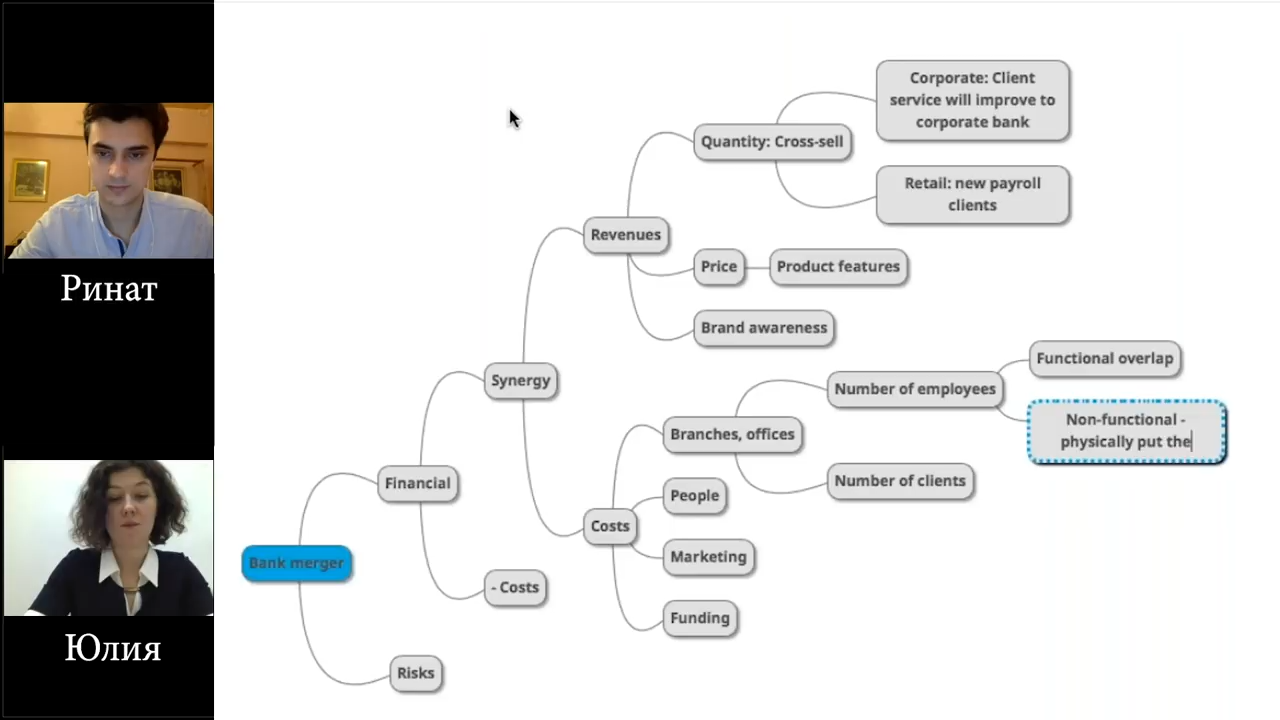 Ринат
Юлия
Bank merger
Financial
Synergy
Revenues
Quantity: Cross-sell
Corporate: Client
service will improve to
corporate bank
Retail: new payroll
clients
Price
Product features
Brand awareness
Costs
Branches, offices
Number of employees
Functional overlap
Non-functional -
physically put the
Number of clients
People
Marketing
Funding
- Costs
Risks